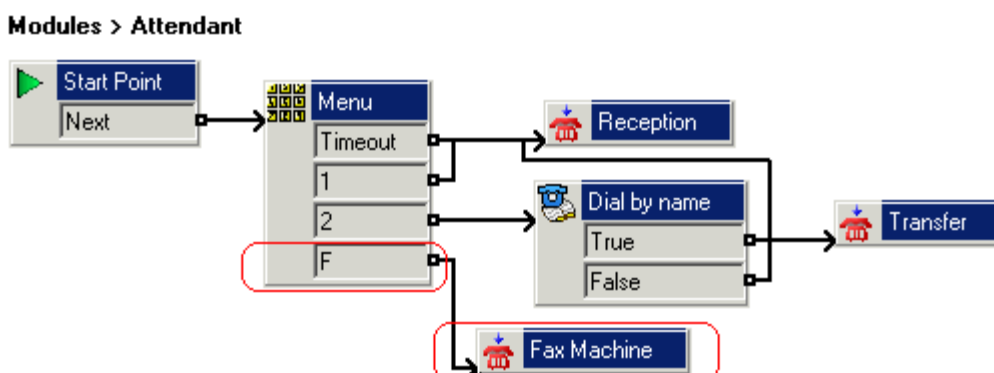 Modules > Attendant
Start Point
Next
Menu
Timeout
1
2
F
Reception
Dial by name
True
False
Transfer
Fax Machine